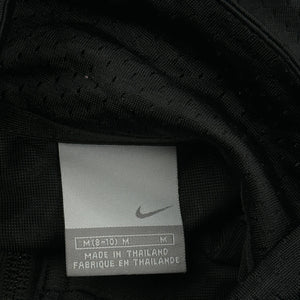 M(8-10) M M
MADE IN THAILAND
FABRIQUE EN THAILANDE